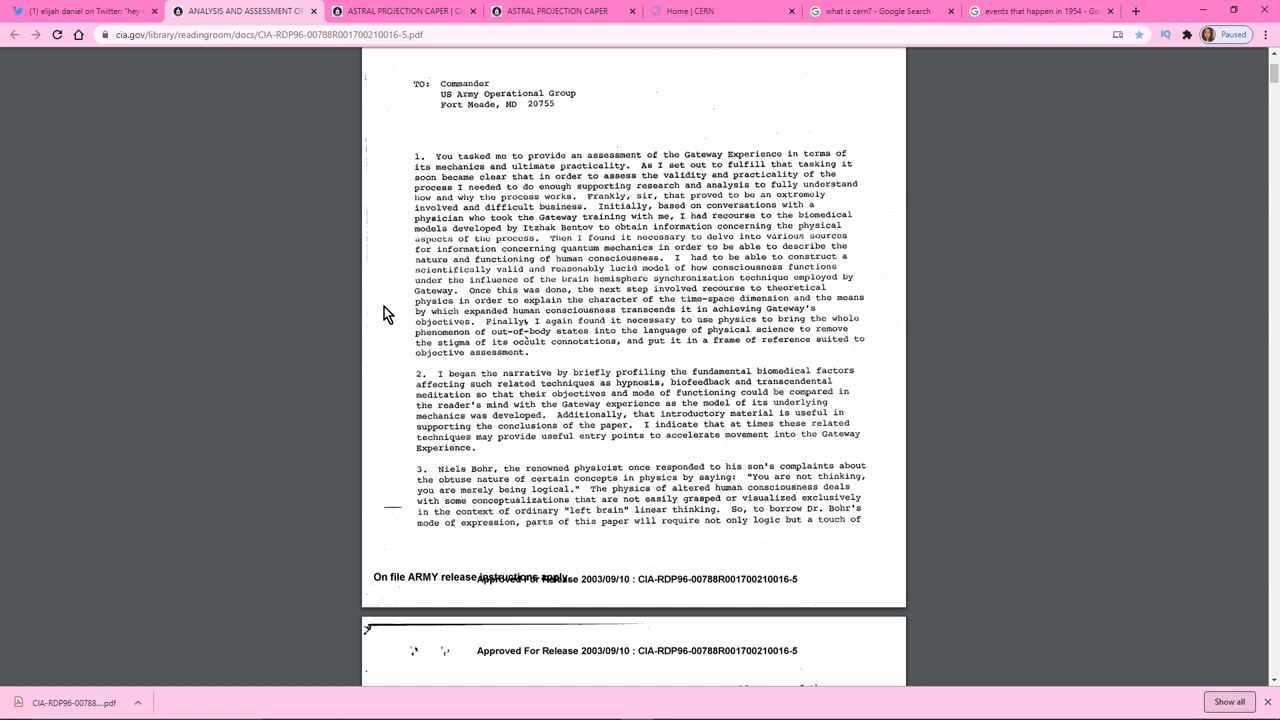 (1) elijah daniel on Twitter: "hey
ANALYSIS AND ASSESSMENT OF
ASTRAL PROJECTION CAPER | CI
ASTRAL PROJECTION CAPER
Home | CERN
what is cern? - Google Search
events that happen in 1954 - Goo
cia.gov/library/readingroom/docs/CIA-RDP96-00788R001700210016-5.pdf
IQ
Paused
TO: Commander
US Army Operational Group
Fort Meade, MD 20755
1. You tasked me to provide an assessment of the Gateway Experience in terms of
its mechanics and ultimate practicality. As I set out to fulfill that tasking it
soon became clear that in order to assess the validity and practicality of the
process I needed to do enough supporting research and analysis to fully understand
how and why the process works. Frankly, sir, that proved to be an extremely
involved and difficult business. Initially, based on conversations with a
physician who took the Gateway training with me, I had recourse to the biomedical
models developed by Itzhak Bentov to obtain information concerning the physical
aspects of the process. Then I found it necessary to delve into various sources
for information concerning quantum mechanics in order to be able to describe the
nature and functioning of human consciousness. I had to be able to construct a
scientifically valid and reasonably lucid model of how consciousness functions
under the influence of the brain hemisphere synchronization technique employed by
Gateway. Once this was done, the next step involved recourse to theoretical
physics in order to explain the character of the time-space dimension and the means
by which expanded human consciousness transcends it in achieving Gateway's
objectives. Finally, I again found it necessary to use physics to bring the whole
phenomenon of out-of-body states into the language of physical science to remove
the stigma of its occult connotations, and put it in a frame of reference suited to
objective assessment.
2. I began the narrative by briefly profiling the fundamental biomedical factors
affecting such related techniques as hypnosis, biofeedback and transcendental
meditation so that their objectives and mode of functioning could be compared in
the reader's mind with the Gateway experience as the model of its underlying
mechanics was developed. Additionally, that introductory material is useful in
supporting the conclusions of the paper. I indicate that at times these related
techniques may provide useful entry points to accelerate movement into the Gateway
Experience.
3. Niels Bohr, the renowned physicist once responded to his son's complaints about
the obtuse nature of certain concepts in physics by saying: "You are not thinking,
you are merely being logical." The physics of altered human consciousness deals
with some conceptualizations that are not easily grasped or visualized exclusively
in the context of ordinary "left brain" linear thinking. So, to borrow Dr. Bohr's
mode of expression, parts of this paper will require not only logic but a touch of
On file ARMY release instructions apply.
Approved For Release 2003/09/10 : CIA-RDP96-00788R001700210016-5
Approved For Release 2003/09/10 : CIA-RDP96-00788R001700210016-5
CIA-RDP96-00788....pdf
Show all